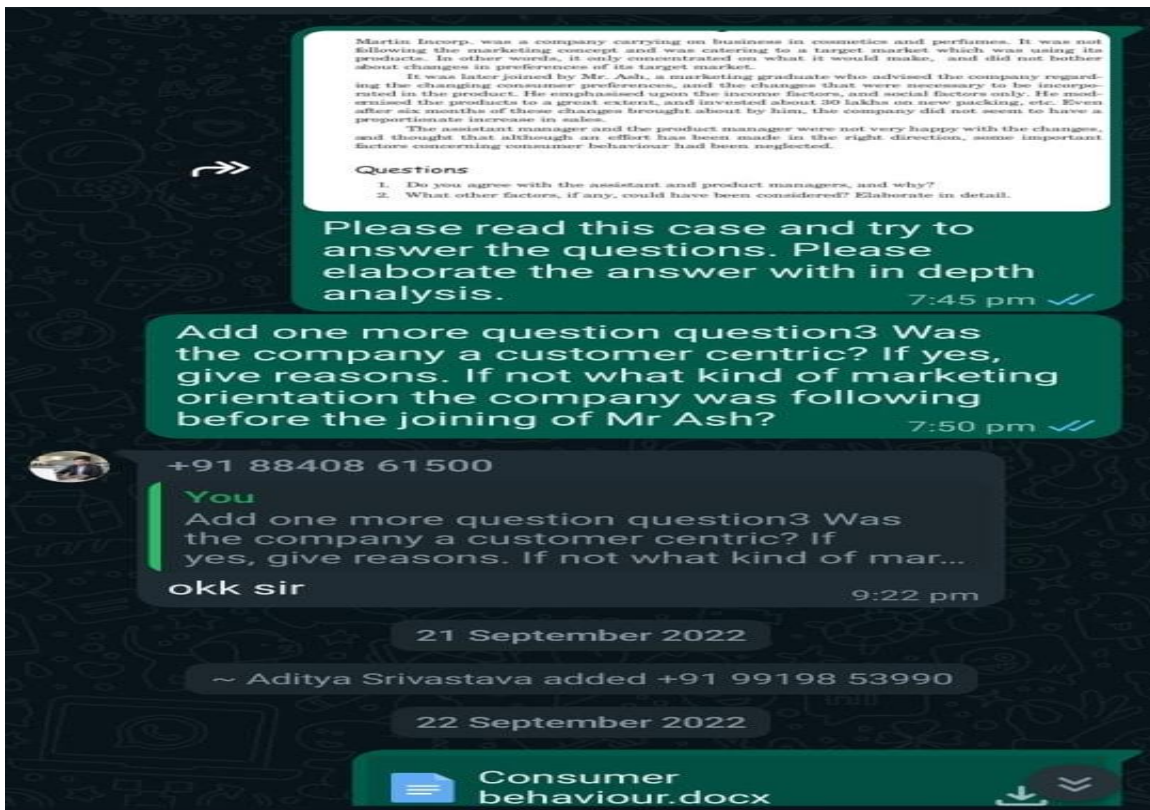 Martin Incorp. was a company carrying on business in cosmetics and perfumes. It was not
following the marketing concept and was catering to a target market which was using its
products. In other words, it only concentrated on what it would make, and did not bother
about changes in preferences of its target market.
It was later joined by Mr. Ash, a marketing graduate who advised the company regard-
ing the changing consumer preferences, and the changes that were necessary to be incorpo-
rated in the product. He emphasised upon the income factors, and social factors only. He mod-
ernised the products to a great extent, and invested about 30 lakhs on new packing, etc. Even
after six months of these changes brought about by him, the company did not seem to have a
proportionate increase in sales.
The assistant manager and the product manager were not very happy with the changes,
and thought that although an effort has been made in the right direction, some important
factors concerning consumer behaviour had been neglected.
Questions
1. Do you agree with the assistant and product managers, and why?
2. What other factors, if any, could have been considered? Elaborate in detail.
Please read this case and try to
answer the questions. Please
elaborate the answer with in depth
analysis.
7:45 pm
Add one more question question3 Was
the company a customer centric? If yes,
give reasons. If not what kind of marketing
orientation the company was following
before the joining of Mr Ash?
7:50 pm
+91 88408 61500
You
Add one more question question3 Was
the company a customer centric? If
yes, give reasons. If not what kind of mar...
okk sir
9:22 pm
21 September 2022
~ Aditya Srivastava added +91 99198 53990
22 September 2022
Consumer
behaviour.docx